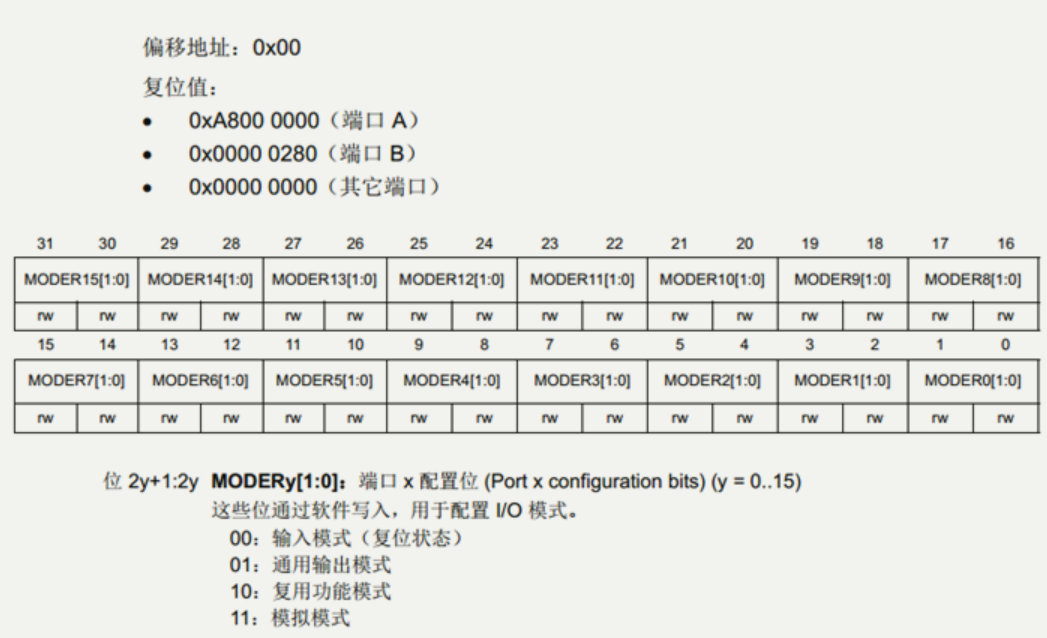 偏移地址：0x00
复位值：
• 0xA800 0000（端口 A）
• 0x0000 0280（端口 B）
• 0x0000 0000（其它端口）
31 30 29 28 27 26 25 24 23 22 21 20 19 18 17 16
MODER15[1:0] MODER14[1:0] MODER13[1:0] MODER12[1:0] MODER11[1:0] MODER10[1:0] MODER9[1:0] MODER8[1:0]
rw rw rw rw rw rw rw rw rw rw rw rw rw rw rw rw
15 14 13 12 11 10 9 8 7 6 5 4 3 2 1 0
MODER7[1:0] MODER6[1:0] MODER5[1:0] MODER4[1:0] MODER3[1:0] MODER2[1:0] MODER1[1:0] MODER0[1:0]
rw rw rw rw rw rw rw rw rw rw rw rw rw rw rw rw
位 2y+1:2y MODERy[1:0]：端口 x 配置位 (Port x configuration bits) (y = 0..15)
这些位通过软件写入，用于配置 I/O 模式。
00：输入模式（复位状态）
01：通用输出模式
10：复用功能模式
11：模拟模式